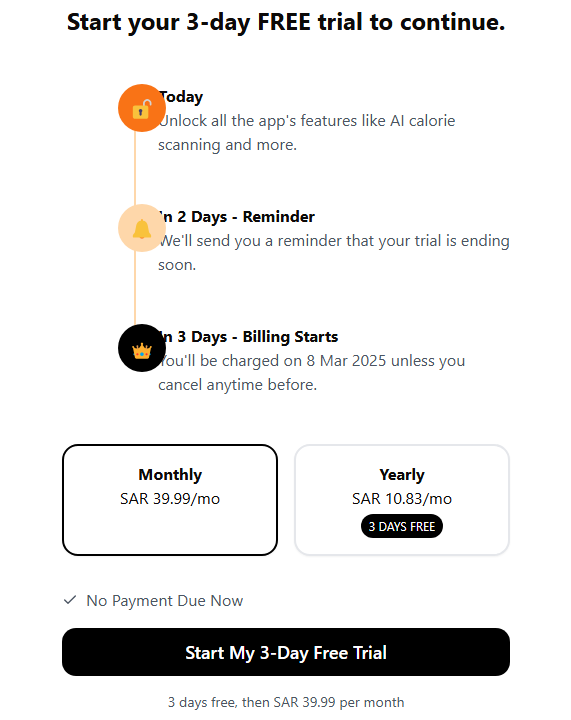 Start your 3-day FREE trial to continue.
Today
Unlock all the app's features like AI calorie
scanning and more.
In 2 Days - Reminder
We'll send you a reminder that your trial is ending
soon.
In 3 Days - Billing Starts
You'll be charged on 8 Mar 2025 unless you
cancel anytime before.
Monthly
SAR 39.99/mo
Yearly
SAR 10.83/mo
3 DAYS FREE
No Payment Due Now
Start My 3-Day Free Trial
3 days free, then SAR 39.99 per month